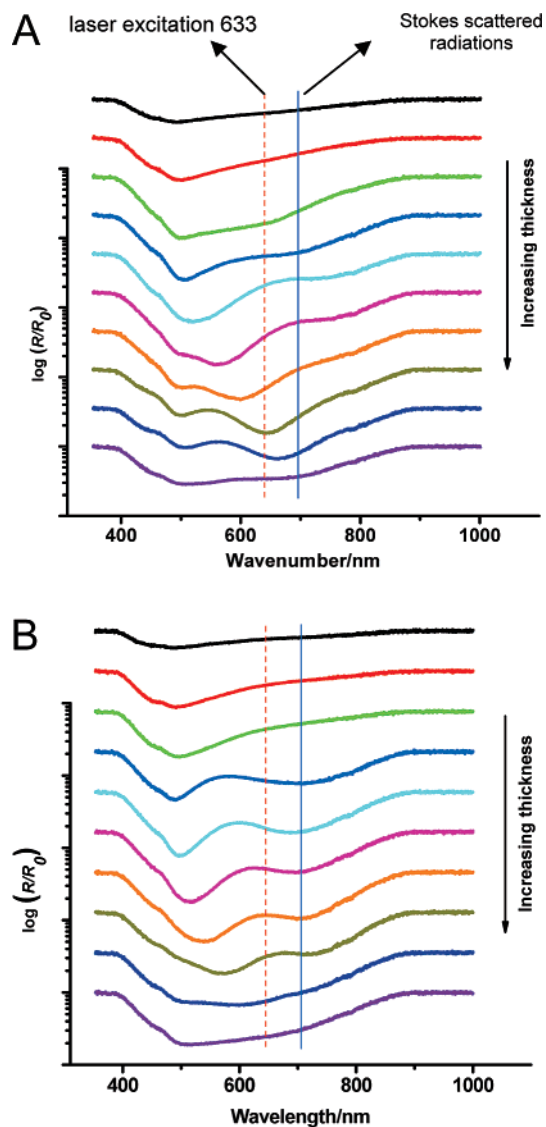 A
laser excitation 633
Stokes scattered
radiations
log (R/R0)
Increasing thickness
400
600
800
1000
Wavenumber/nm
B
log (R/R0)
Increasing thickness
400
600
800
1000
Wavelength/nm